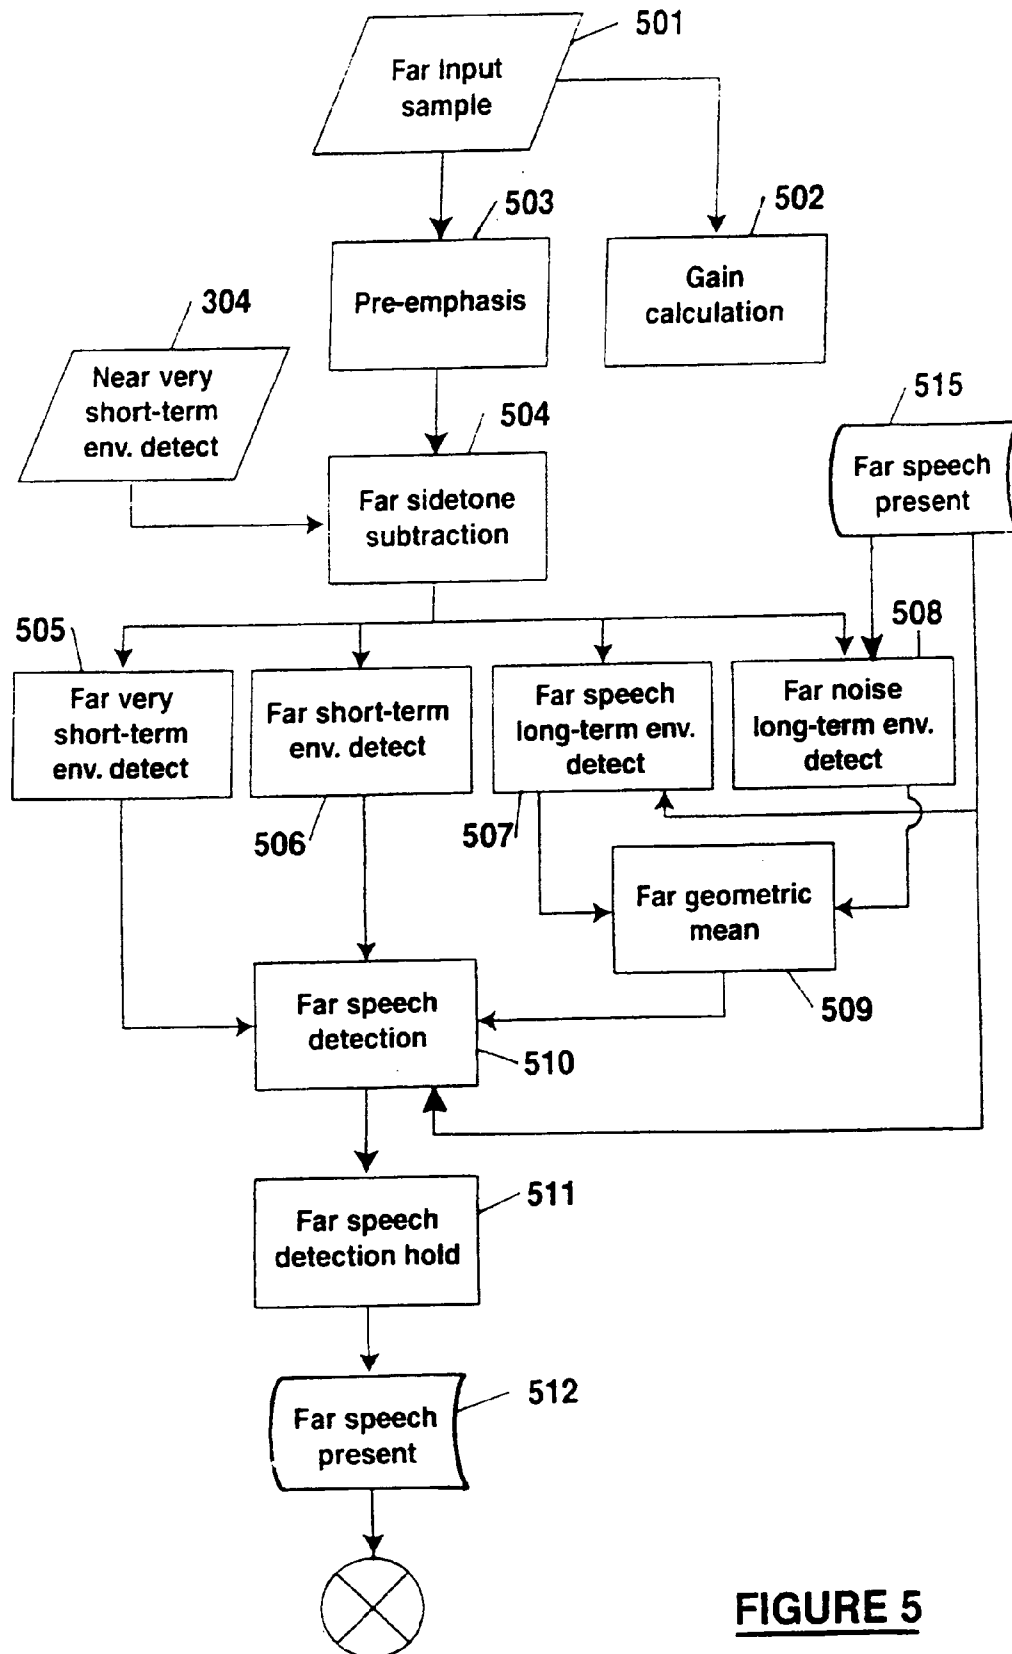 501
Far Input
sample
503
502
Pre-emphasis
Gain
calculation
304
Near very
short-term
env. detect
504
515
Far sidetone
subtraction
Far speech
present
505
508
Far very
short-term
env. detect
Far short-term
env. detect
Far speech
long-term env.
detect
Far noise
long-term env.
detect
506
507
Far geometric
mean
509
Far speech
detection
510
511
Far speech
detection hold
512
Far speech
present
FIGURE 5